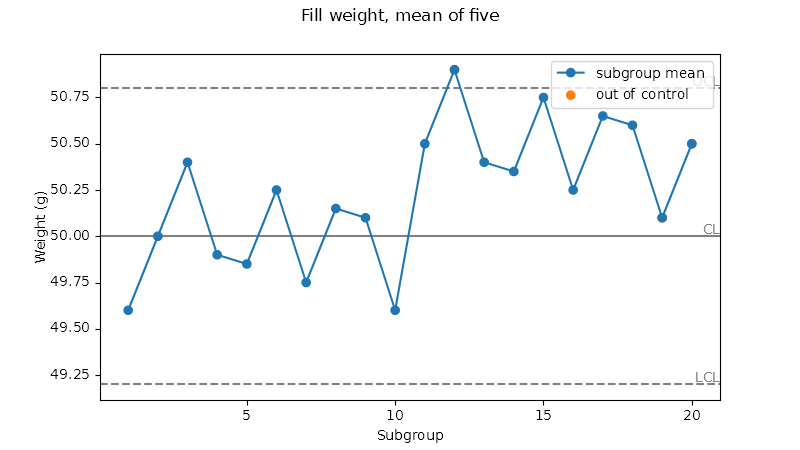 Fill weight, mean of five
subgroup mean
out of control
UCL
50.75
50.50
50.25
50.00
49.75
49.50
49.25
Weight (g)
CL
LCL
5
10
15
20
Subgroup